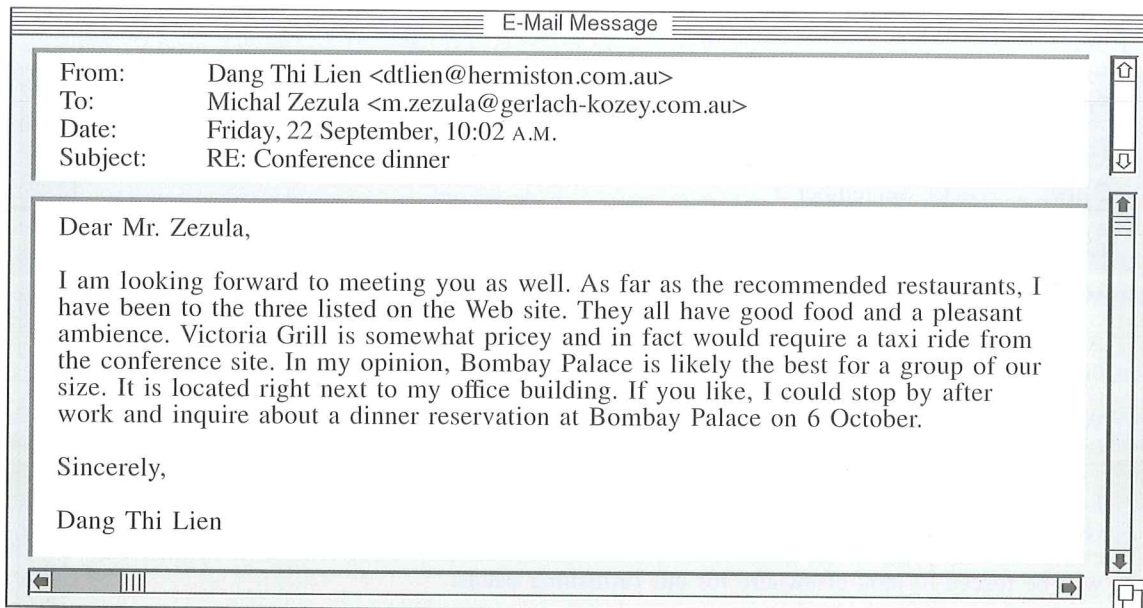 E-Mail Message
From: Dang Thi Lien <dtlien@hermiston.com.au>
To: Michal Zezula <m.zezula@gerlach-kozey.com.au>
Date: Friday, 22 September, 10:02 A.M.
Subject: RE: Conference dinner
Dear Mr. Zezula,
I am looking forward to meeting you as well. As far as the recommended restaurants, I
have been to the three listed on the Web site. They all have good food and a pleasant
ambience. Victoria Grill is somewhat pricey and in fact would require a taxi ride from
the conference site. In my opinion, Bombay Palace is likely the best for a group of our
size. It is located right next to my office building. If you like, I could stop by after
work and inquire about a dinner reservation at Bombay Palace on 6 October.
Sincerely,
Dang Thi Lien